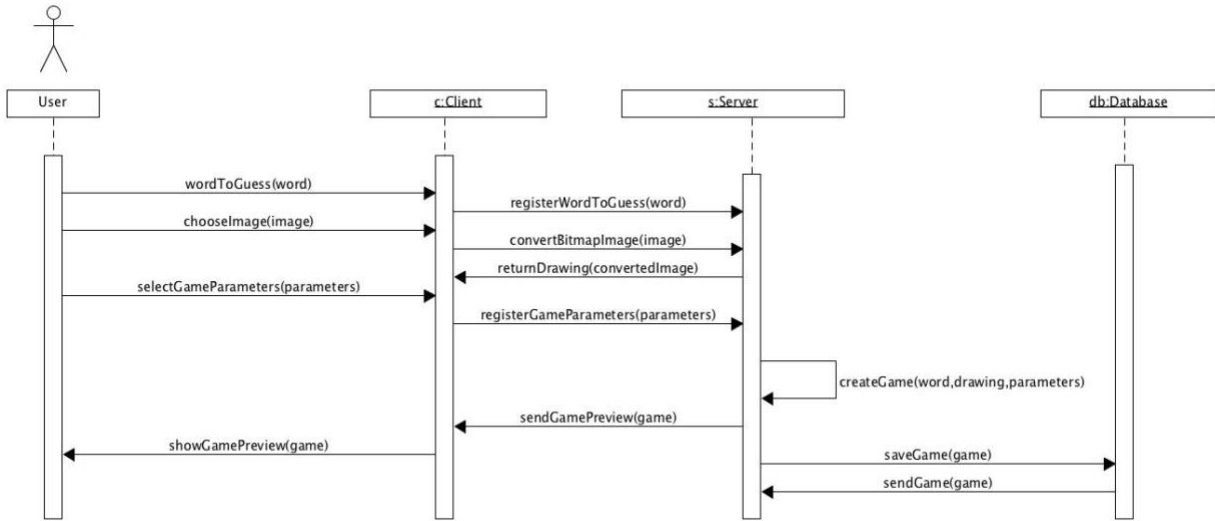 User
c:Client
s:Server
db:Database
wordToGuess(word)
registerWordToGuess(word)
chooseImage(image)
convertBitmapImage(image)
returnDrawing(convertedImage)
selectGameParameters(parameters)
registerGameParameters(parameters)
createGame(word,drawing,parameters)
sendGamePreview(game)
showGamePreview(game)
saveGame(game)
sendGame(game)